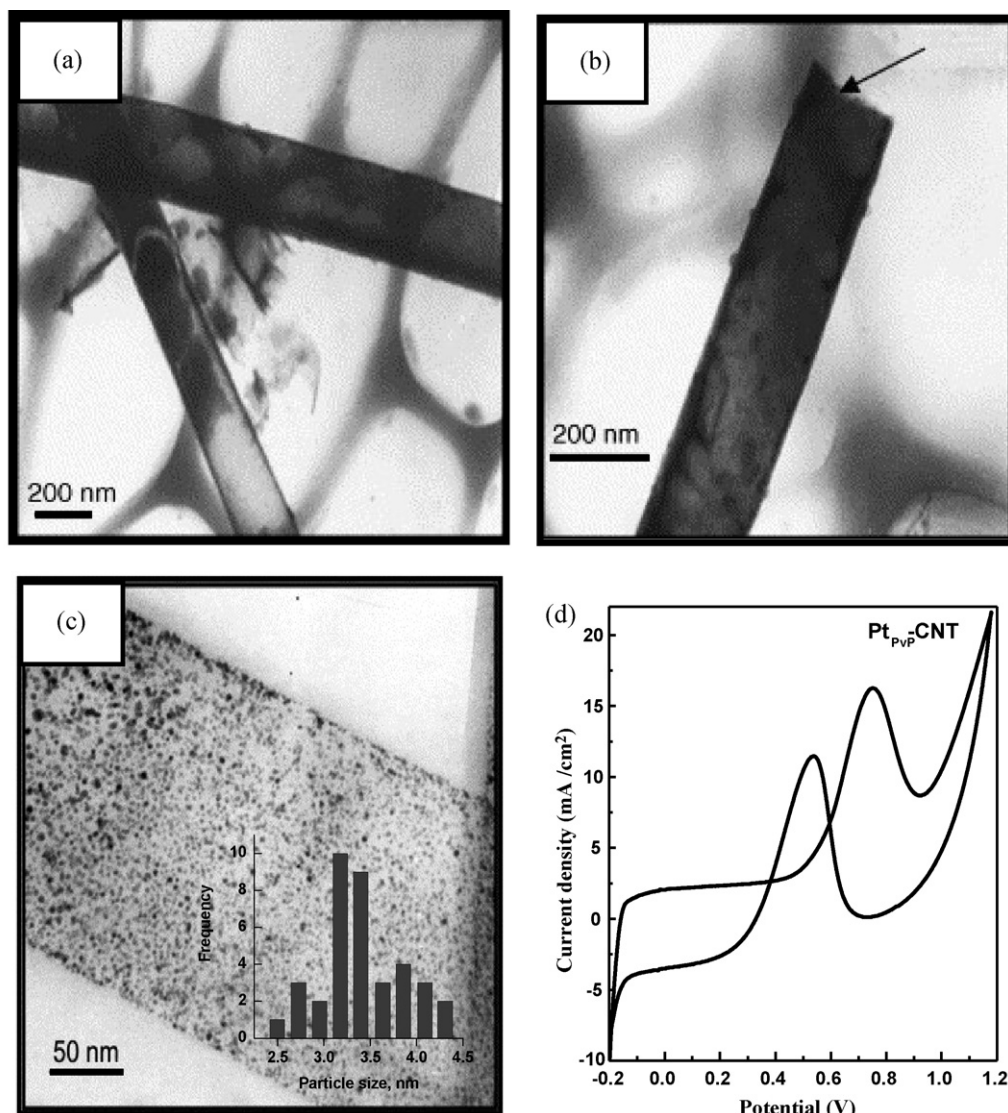 (a)
200 nm
(b)
200 nm
(c)
50 nm
Frequency
10
8
6
4
2
0
2.5 3.0 3.5 4.0 4.5
Particle size, nm
(d)
Pt PvP-CNT
Current density (mA /cm²)
20
15
10
5
0
-5
-10
-0.2 0.0 0.2 0.4 0.6 0.8 1.0 1.2
Potential (V)